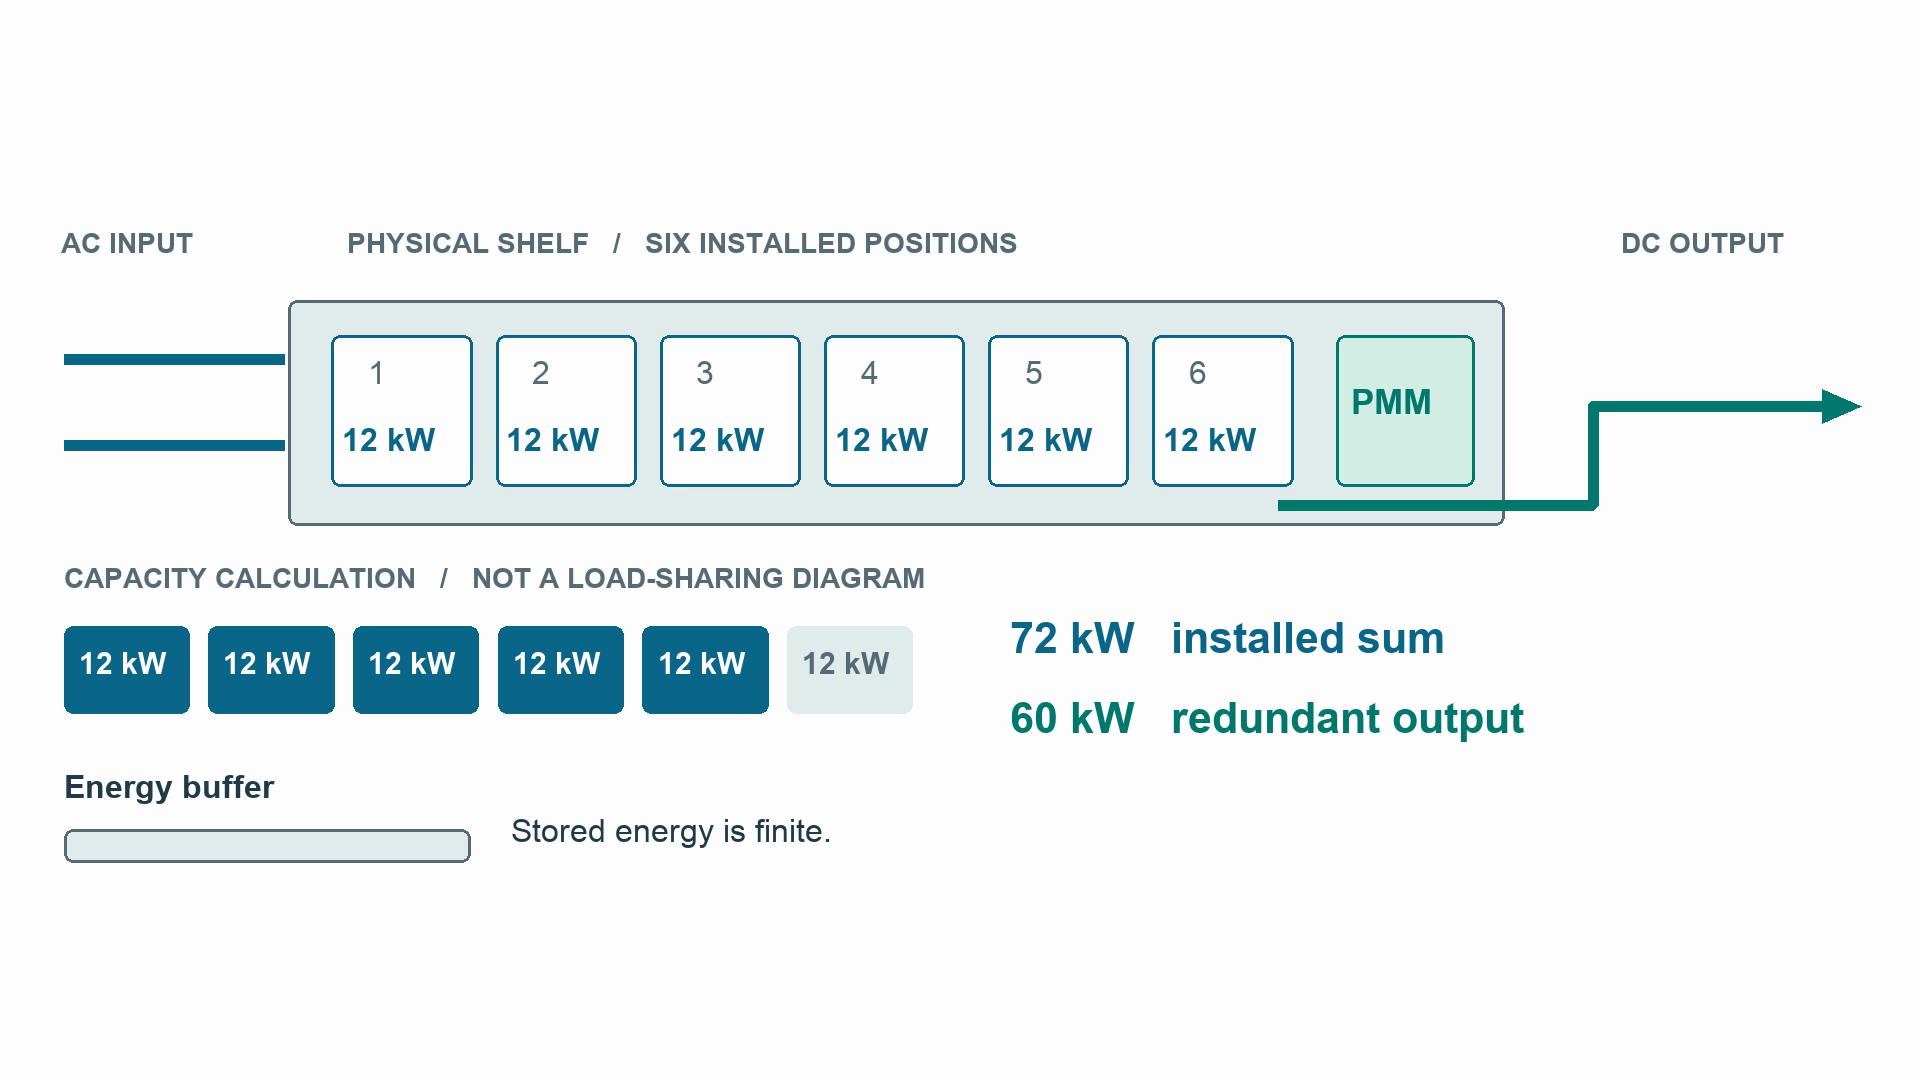 AC INPUT
PHYSICAL SHELF / SIX INSTALLED POSITIONS
DC OUTPUT
1
2
3
4
5
6
12 kW
12 kW
12 kW
12 kW
12 kW
12 kW
PMM
CAPACITY CALCULATION / NOT A LOAD-SHARING DIAGRAM
12 kW
12 kW
12 kW
12 kW
12 kW
12 kW
72 kW installed sum
60 kW redundant output
Energy buffer
Stored energy is finite.